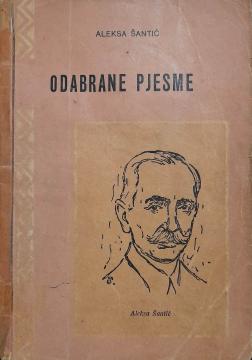 ALEKSA ŠANTIĆ
ODABRANE PJESME
Aleksa Šantić